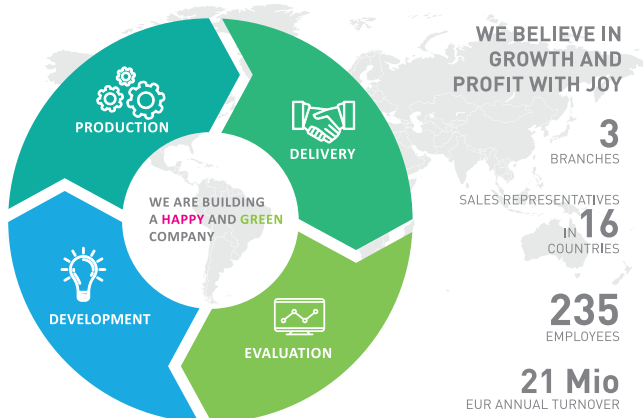 PRODUCTION
DELIVERY
WE ARE BUILDING
A HAPPY AND GREEN
COMPANY
DEVELOPMENT
EVALUATION
WE BELIEVE IN
GROWTH AND
PROFIT WITH JOY
3
BRANCHES
SALES REPRESENTATIVES
IN 16
COUNTRIES
235
EMPLOYEES
21 Mio
EUR ANNUAL TURNOVER